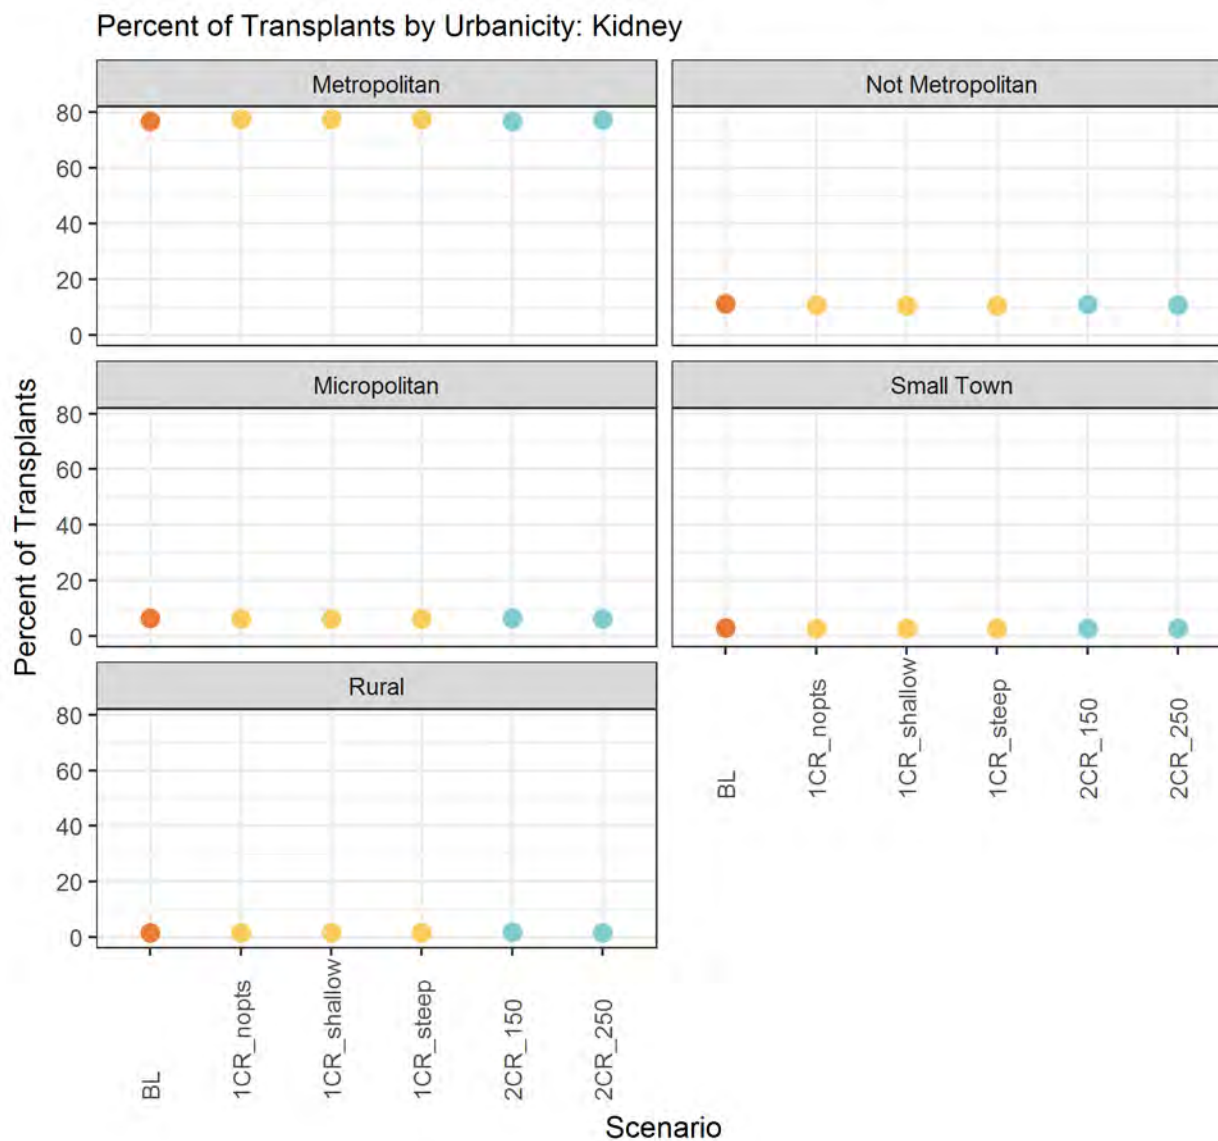 Percent of Transplants by Urbanicity: Kidney
Metropolitan
Not Metropolitan
80
60
40
20
0
Micropolitan
Small Town
80
60
40
20
0
Percent of Transplants
Rural
80
60
40
20
0
BL
1CR_nopts
1CR_shallow
1CR_steep
2CR_150
2CR_250
BL
1CR_nopts
1CR_shallow
1CR_steep
2CR_150
2CR_250
Scenario